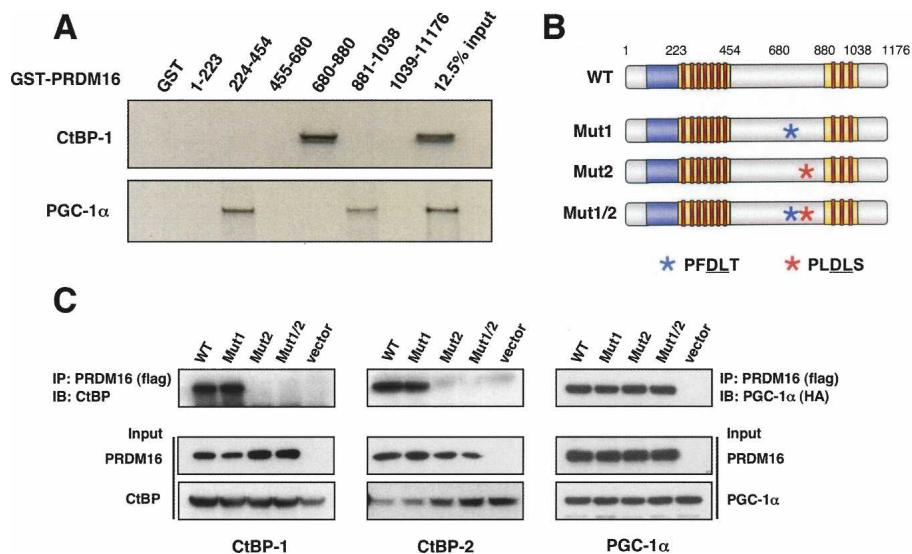 A
GST-PRDM16
GST
1-223
224-454
455-680
680-880
881-1038
1039-11176
12.5% input
CtBP-1
PGC-1α
B
1 223 454 680 880 1038 1176
WT
Mut1
Mut2
Mut1/2
* PFDLT * PLDLS
C
WT Mut1 Mut2 Mut1/2 vector
WT Mut1 Mut2 Mut1/2 vector
WT Mut1 Mut2 Mut1/2 vector
IP: PRDM16 (flag)
IB: CtBP
IP: PRDM16 (flag)
IB: PGC-1α (HA)
Input
PRDM16
CtBP
Input
PRDM16
PGC-1α
CtBP-1
CtBP-2
PGC-1α